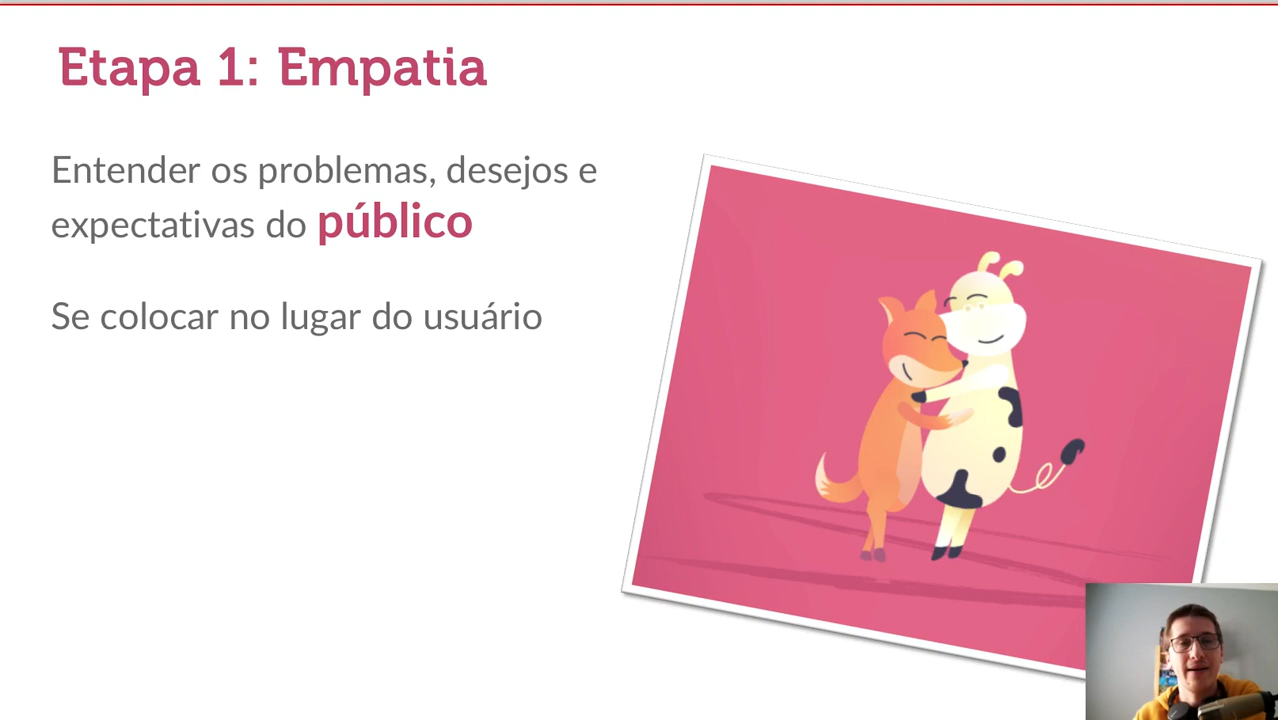 Etapa 1: Empatia
Entender os problemas, desejos e
expectativas do público
Se colocar no lugar do usuário